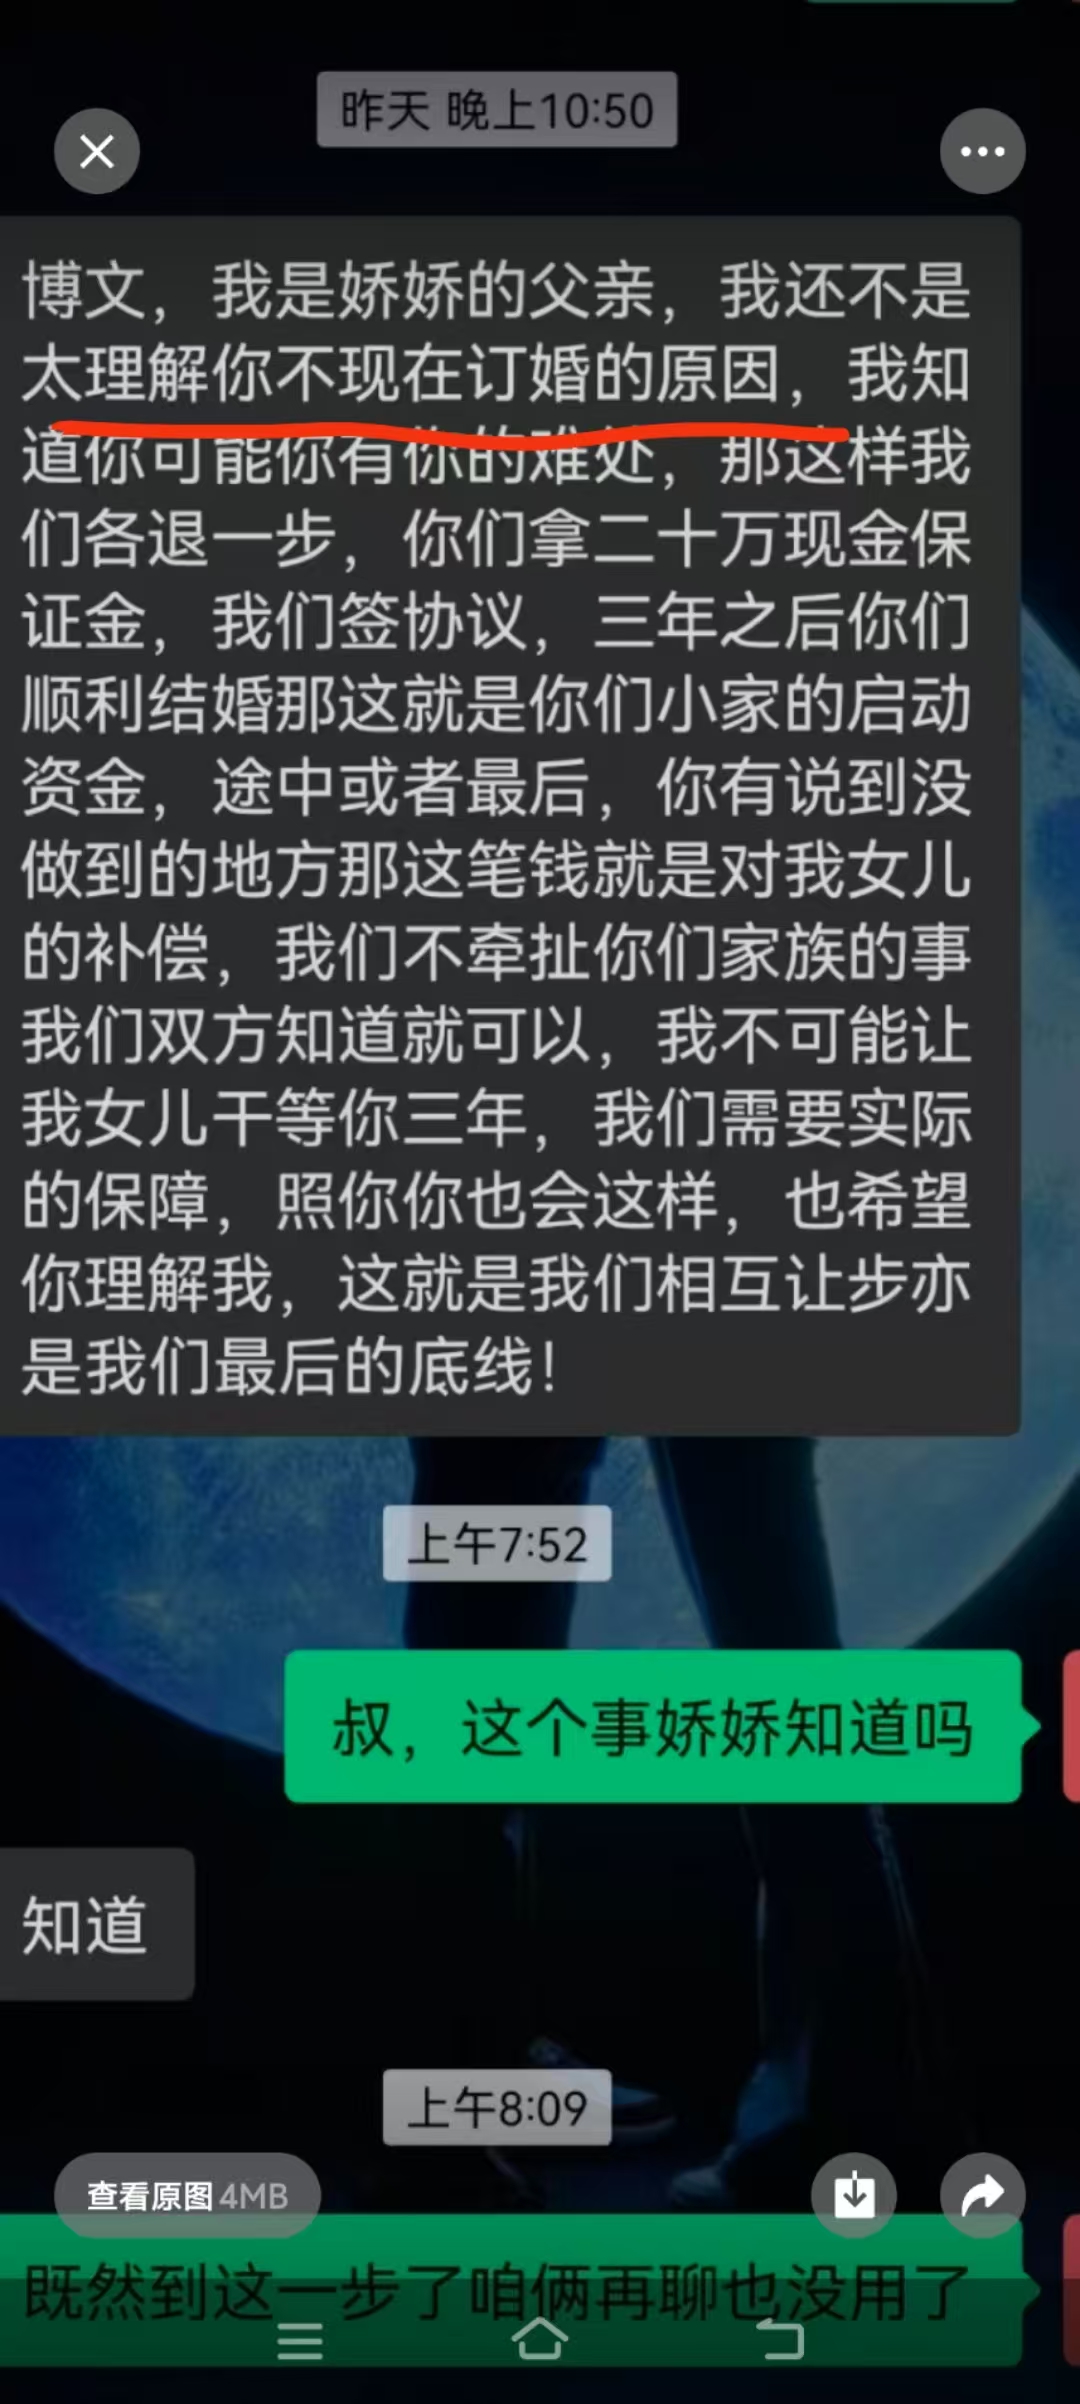 昨天 晚上10:50
博文，我是娇娇的父亲，我还不是
太理解你不现在订婚的原因，我知
道你可能你有你的难处，那这样我
们各退一步，你们拿二十万现金保
证金，我们签协议，三年之后你们
顺利结婚那这就是你们小家的启动
资金，途中或者最后，你有说到没
做到的地方那这笔钱就是对我女儿
的补偿，我们不牵扯你们家族的事
我们双方知道就可以，我不可能让
我女儿干等你三年，我们需要实际
的保障，照你你也会这样，也希望
你理解我，这就是我们相互让步亦
是我们最后的底线！
上午7:52
叔，这个事娇娇知道吗
知道
上午8:09
查看原图 4MB
既然到这一步了咱俩再聊也没用了